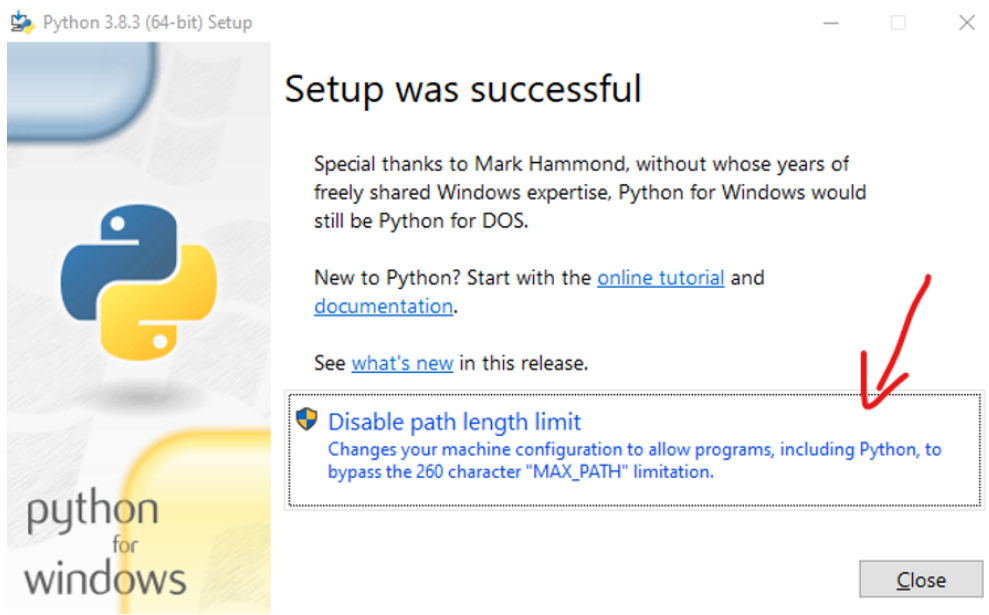 Python 3.8.3 (64-bit) Setup
Setup was successful
Special thanks to Mark Hammond, without whose years of
freely shared Windows expertise, Python for Windows would
still be Python for DOS.
New to Python? Start with the online tutorial and
documentation.
See what's new in this release.
Disable path length limit
Changes your machine configuration to allow programs, including Python, to
bypass the 260 character "MAX_PATH" limitation.
python
for
windows
Close